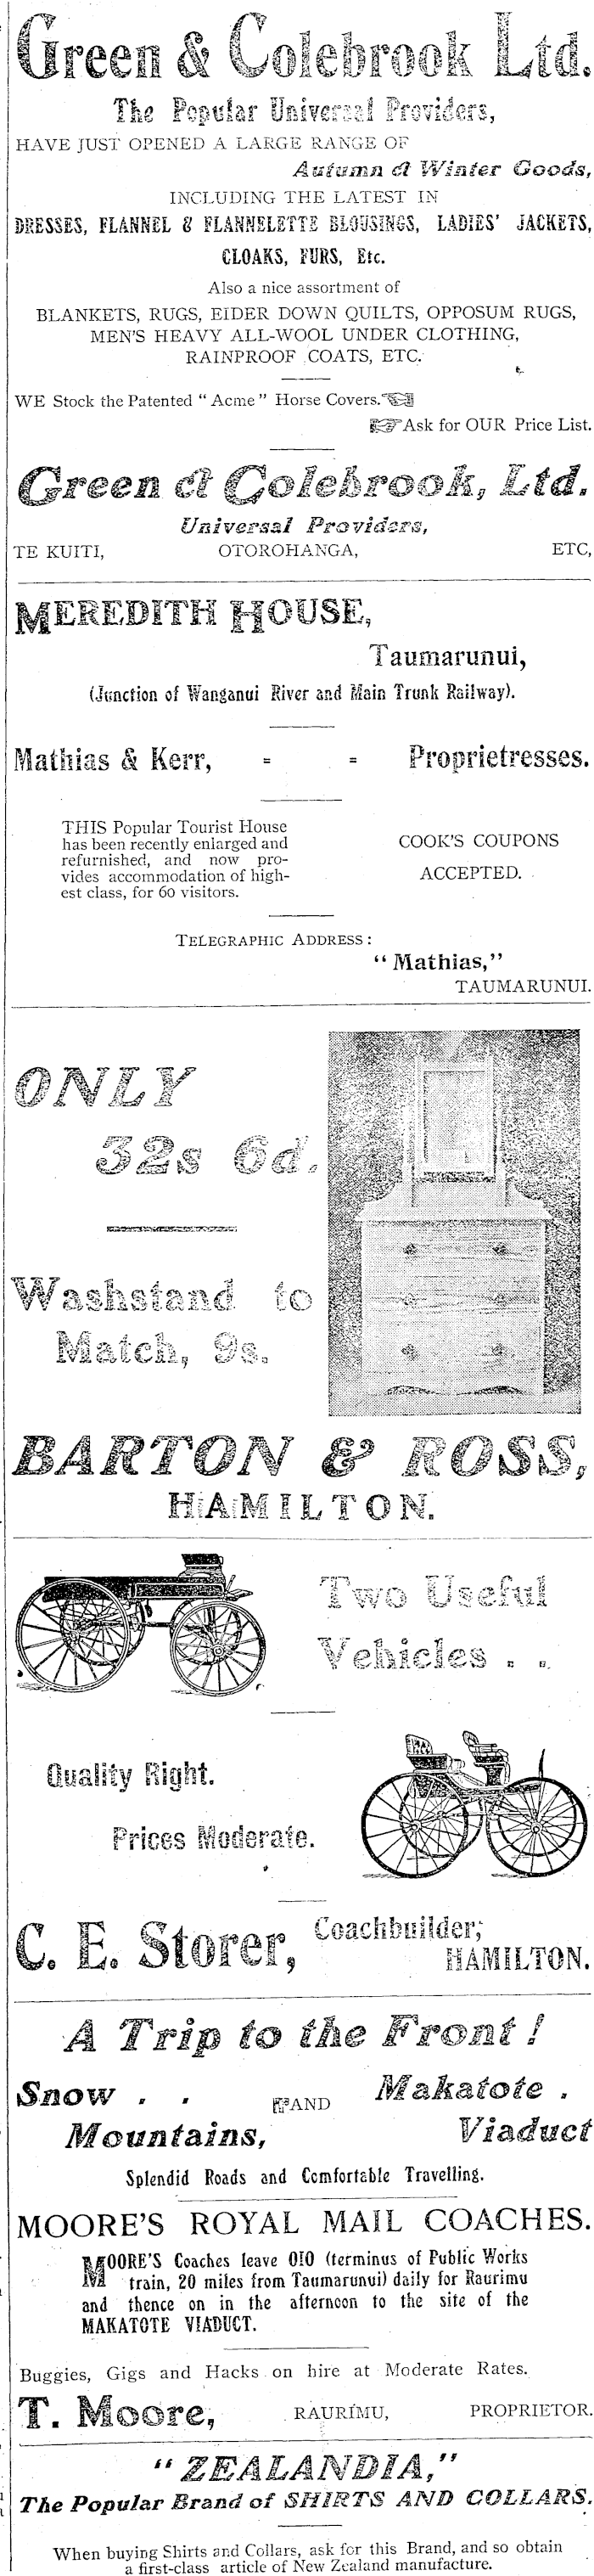 Green & Colebrook Ltd.
The Popular Universal Providers,
HAVE JUST OPENED A LARGE RANGE OF
Autumn & Winter Goods,
INCLUDING THE LATEST IN
DRESSES, FLANNEL & FLANNELETTE BLOUSINGS, LADIES' JACKETS,
CLOAKS, FURS, Etc.
Also a nice assortment of
BLANKETS, RUGS, EIDER DOWN QUILTS, OPPOSUM RUGS,
MEN'S HEAVY ALL-WOOL UNDER CLOTHING,
RAINPROOF COATS, ETC.
WE Stock the Patented "Acme" Horse Covers.
Ask for OUR Price List.
Green & Colebrook, Ltd.
Universal Providers,
TE KUITI, OTOROHANGA, ETC,
MEREDITH HOUSE,
Taumarunui,
(Junction of Wanganui River and Main Trunk Railway).
Mathias & Kerr, = = Proprietresses.
THIS Popular Tourist House
has been recently enlarged and
refurnished, and now pro-
vides accommodation of high-
est class, for 60 visitors.
COOK'S COUPONS
ACCEPTED.
TELEGRAPHIC ADDRESS:
"Mathias,"
TAUMARUNUI.
ONLY
32s 6d.
Washstand to
Match, 9s.
BARTON & ROSS,
HAMILTON.
Two Useful
Vehicles . .
Quality Right.
Prices Moderate.
C. E. Storer, Coachbuilder,
HAMILTON.
A Trip to the Front!
Snow . . AND Makatote .
Mountains, Viaduct
Splendid Roads and Comfortable Travelling.
MOORE'S ROYAL MAIL COACHES.
MOORE'S Coaches leave OIO (terminus of Public Works
train, 20 miles from Taumarunui) daily for Raurimu
and thence on in the afternoon to the site of the
MAKATOTE VIADUCT.
Buggies, Gigs and Hacks on hire at Moderate Rates.
T. Moore, RAURIMU, PROPRIETOR.
"ZEALANDIA,"
The Popular Brand of SHIRTS AND COLLARS.
When buying Shirts and Collars, ask for this Brand, and so obtain
a first-class article of New Zealand manufacture.